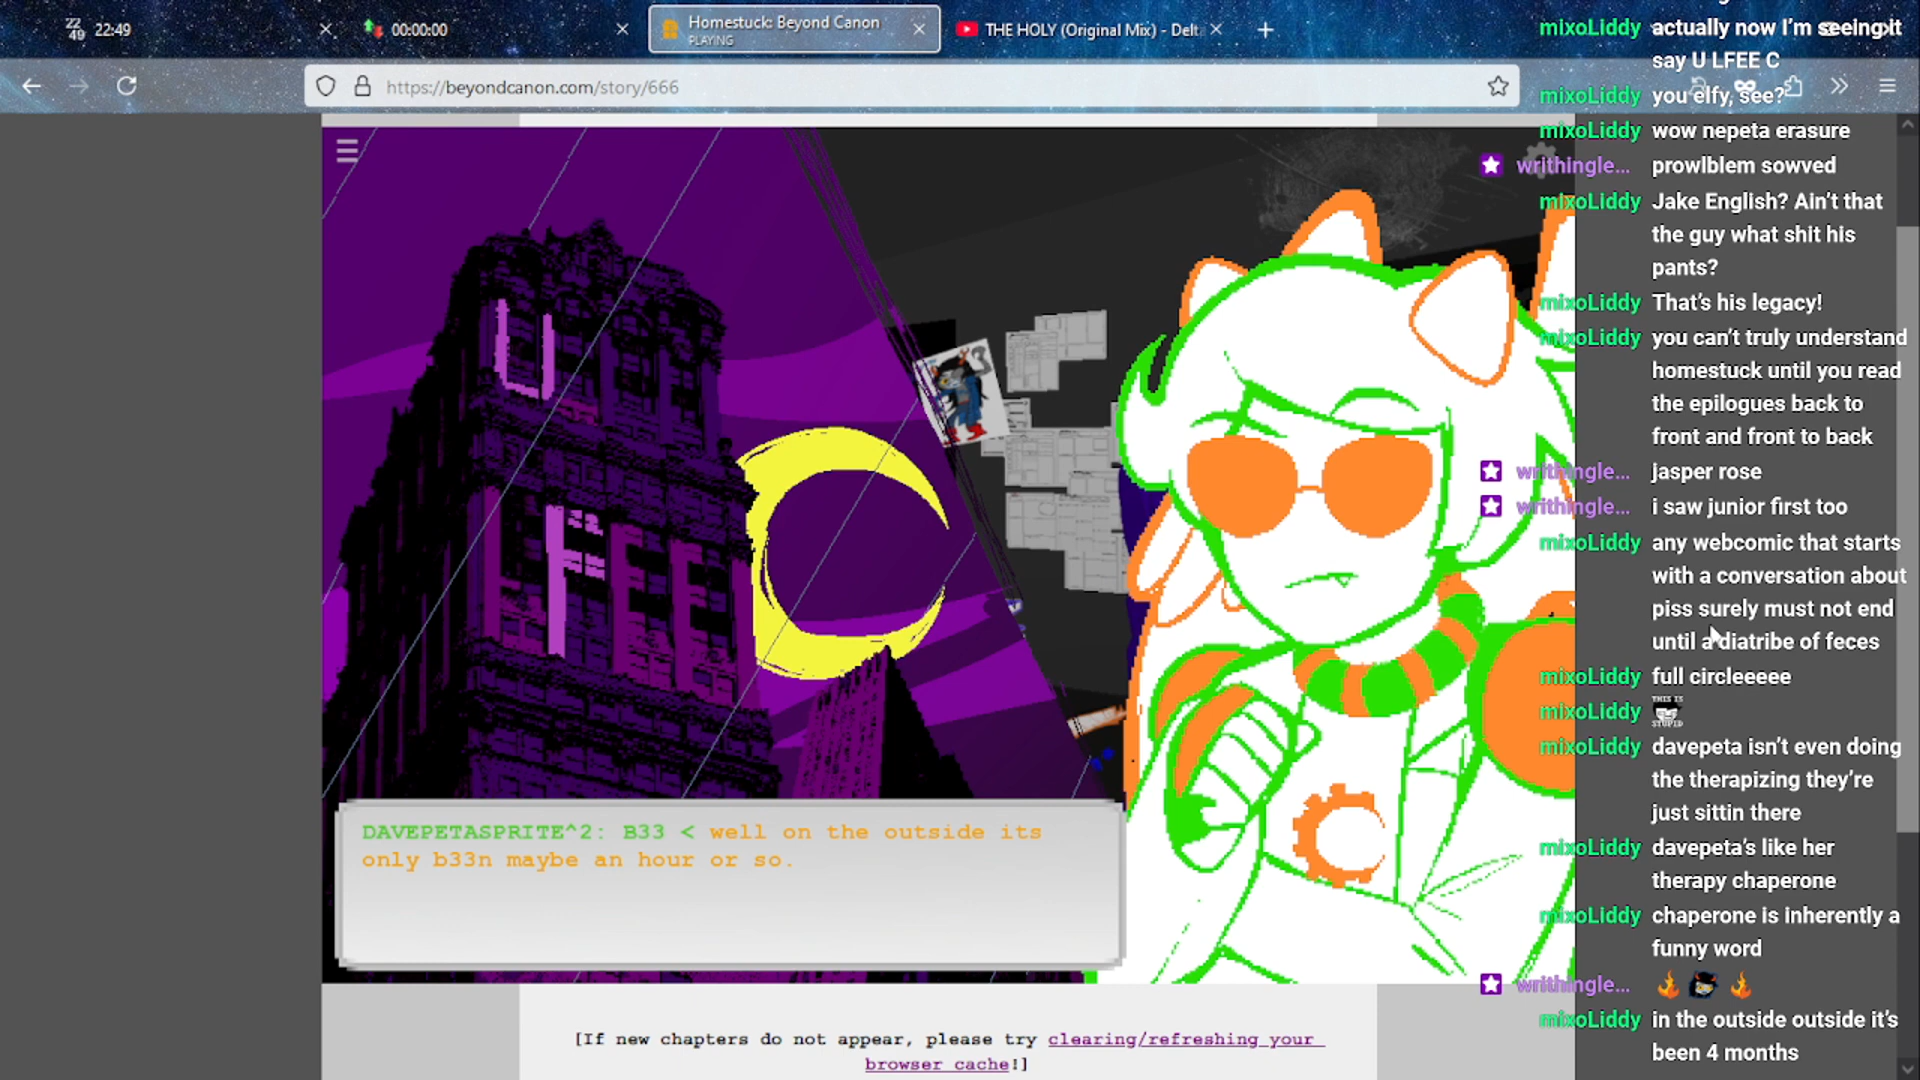 22
49
22:49
00:00:00
Homestuck: Beyond Canon
PLAYING
THE HOLY (Original Mix) - Delta
https://beyondcanon.com/story/666
U
FEE
C
DAVEPETASPRITE^2: B33 < well on the outside its
only b33n maybe an hour or so.
[If new chapters do not appear, please try clearing/refreshing your
browser cache!]
mixoLiddy actually now I'm seeing it
say U LFEE C
mixoLiddy you elfy, see?
mixoLiddy wow nepeta erasure
writhingle... prowlblem sowved
mixoLiddy Jake English? Ain't that
the guy what shit his
pants?
mixoLiddy That's his legacy!
mixoLiddy you can't truly understand
homestuck until you read
the epilogues back to
front and front to back
writhingle... jasper rose
writhingle... i saw junior first too
mixoLiddy any webcomic that starts
with a conversation about
piss surely must not end
until a diatribe of feces
mixoLiddy full circleeeee
mixoLiddy THIS IS
STUPID
mixoLiddy davepeta isn't even doing
the therapizing they're
just sittin there
mixoLiddy davepeta's like her
therapy chaperone
mixoLiddy chaperone is inherently a
funny word
writhingle...
mixoLiddy in the outside outside it's
been 4 months